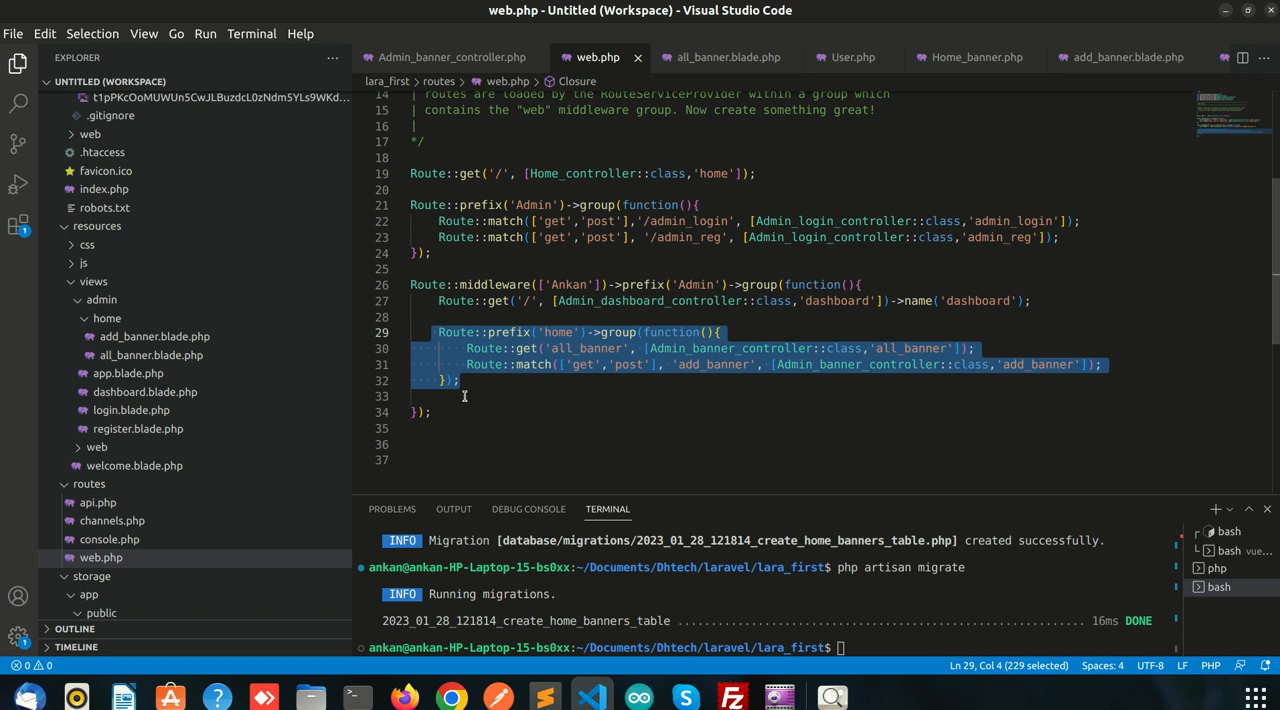 web.php - Untitled (Workspace) - Visual Studio Code
File Edit Selection View Go Run Terminal Help
EXPLORER
UNTITLED (WORKSPACE)
t1pPKcOoMUWUn5CwJLBuzdcL0zNdm5YLs9WKd...
.gitignore
web
.htaccess
favicon.ico
index.php
robots.txt
resources
css
js
views
admin
home
add_banner.blade.php
all_banner.blade.php
app.blade.php
dashboard.blade.php
login.blade.php
register.blade.php
web
welcome.blade.php
routes
api.php
channels.php
console.php
web.php
storage
app
public
OUTLINE
TIMELINE
Admin_banner_controller.php web.php all_banner.blade.php User.php Home_banner.php add_banner.blade.php
lara_first > routes > web.php > Closure
14 | routes are loaded by the RouteServiceProvider within a group which
15 | contains the "web" middleware group. Now create something great!
16 |
17 */
18
19 Route::get('/', [Home_controller::class,'home']);
20
21 Route::prefix('Admin')->group(function(){
22 Route::match(['get','post'],'/admin_login', [Admin_login_controller::class,'admin_login']);
23 Route::match(['get','post'], '/admin_reg', [Admin_login_controller::class,'admin_reg']);
24 });
25
26 Route::middleware(['Ankan'])->prefix('Admin')->group(function(){
27 Route::get('/', [Admin_dashboard_controller::class,'dashboard'])->name('dashboard');
28
29 Route::prefix('home')->group(function(){
30 Route::get('all_banner', [Admin_banner_controller::class,'all_banner']);
31 Route::match(['get','post'], 'add_banner', [Admin_banner_controller::class,'add_banner']);
32 });
33
34 });
35
36
37
PROBLEMS OUTPUT DEBUG CONSOLE TERMINAL
INFO Migration [database/migrations/2023_01_28_121814_create_home_banners_table.php] created successfully.
ankan@ankan-HP-Laptop-15-bs0xx:~/Documents/Dhtech/laravel/lara_first$ php artisan migrate
INFO Running migrations.
2023_01_28_121814_create_home_banners_table .......................................................... 16ms DONE
ankan@ankan-HP-Laptop-15-bs0xx:~/Documents/Dhtech/laravel/lara_first$
bash
bash vue...
php
bash
0 0
Ln 29, Col 4 (229 selected) Spaces: 4 UTF-8 LF PHP